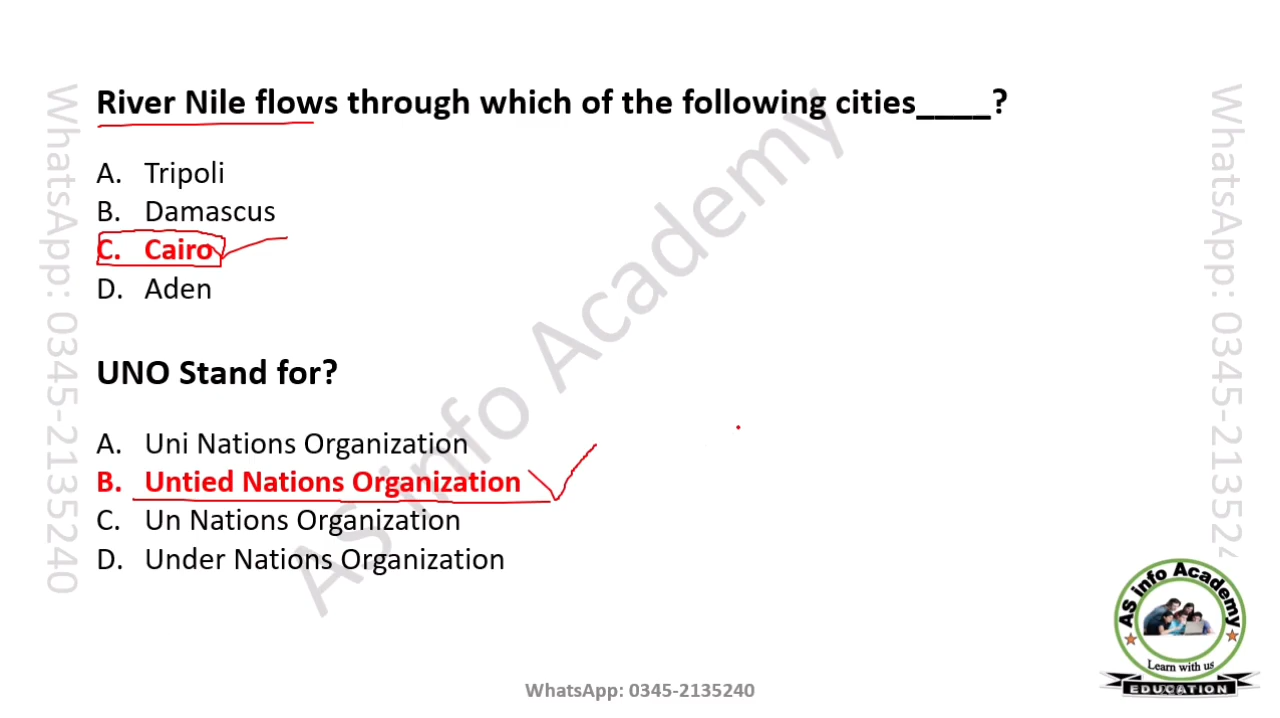 River Nile flows through which of the following cities____?
A. Tripoli
B. Damascus
C. Cairo
D. Aden
UNO Stand for?
A. Uni Nations Organization
B. Untied Nations Organization
C. Un Nations Organization
D. Under Nations Organization
WhatsApp: 0345-2135240
WhatsApp: 0345-2135240
WhatsApp: 0345-213524
AS info Academy
AS info Academy
Learn with us
EDUCATION